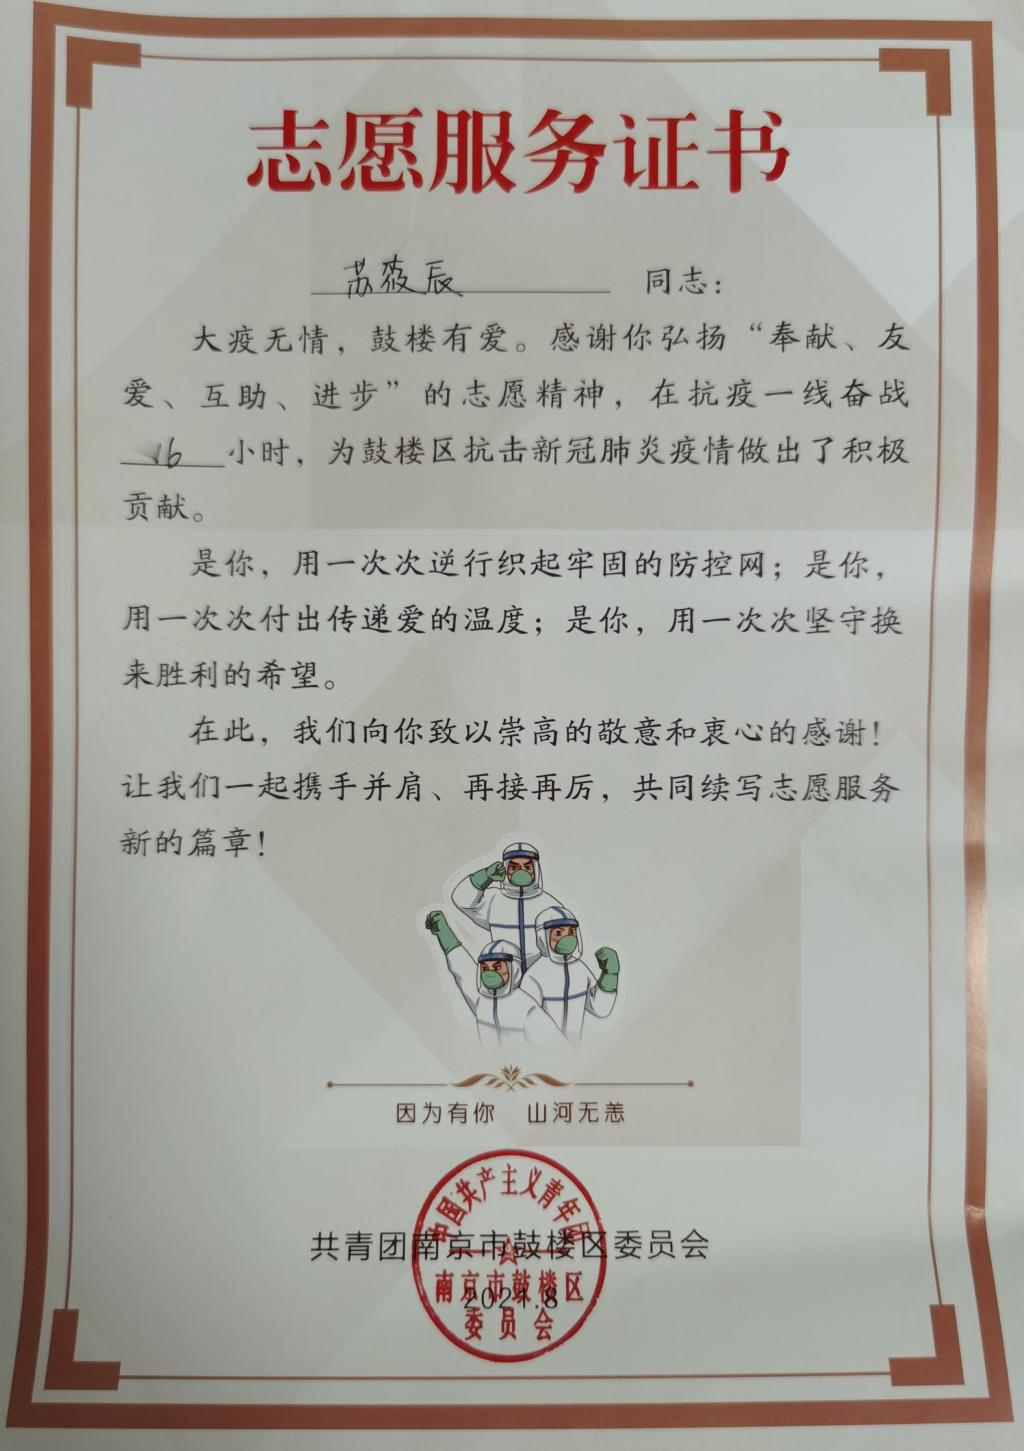 志愿服务证书
苏筱辰 同志：
大疫无情，鼓楼有爱。感谢你弘扬“奉献、友
爱、互助、进步”的志愿精神，在抗疫一线奋战
16 小时，为鼓楼区抗击新冠肺炎疫情做出了积极
贡献。
是你，用一次次逆行织起牢固的防控网；是你，
用一次次付出传递爱的温度；是你，用一次次坚守换
来胜利的希望。
在此，我们向你致以崇高的敬意和衷心的感谢！
让我们一起携手并肩、再接再厉，共同续写志愿服务
新的篇章！
因为有你 山河无恙
中国共产主义青年团
共青团南京市鼓楼区委员会
南京市鼓楼区
2021.8
委员会